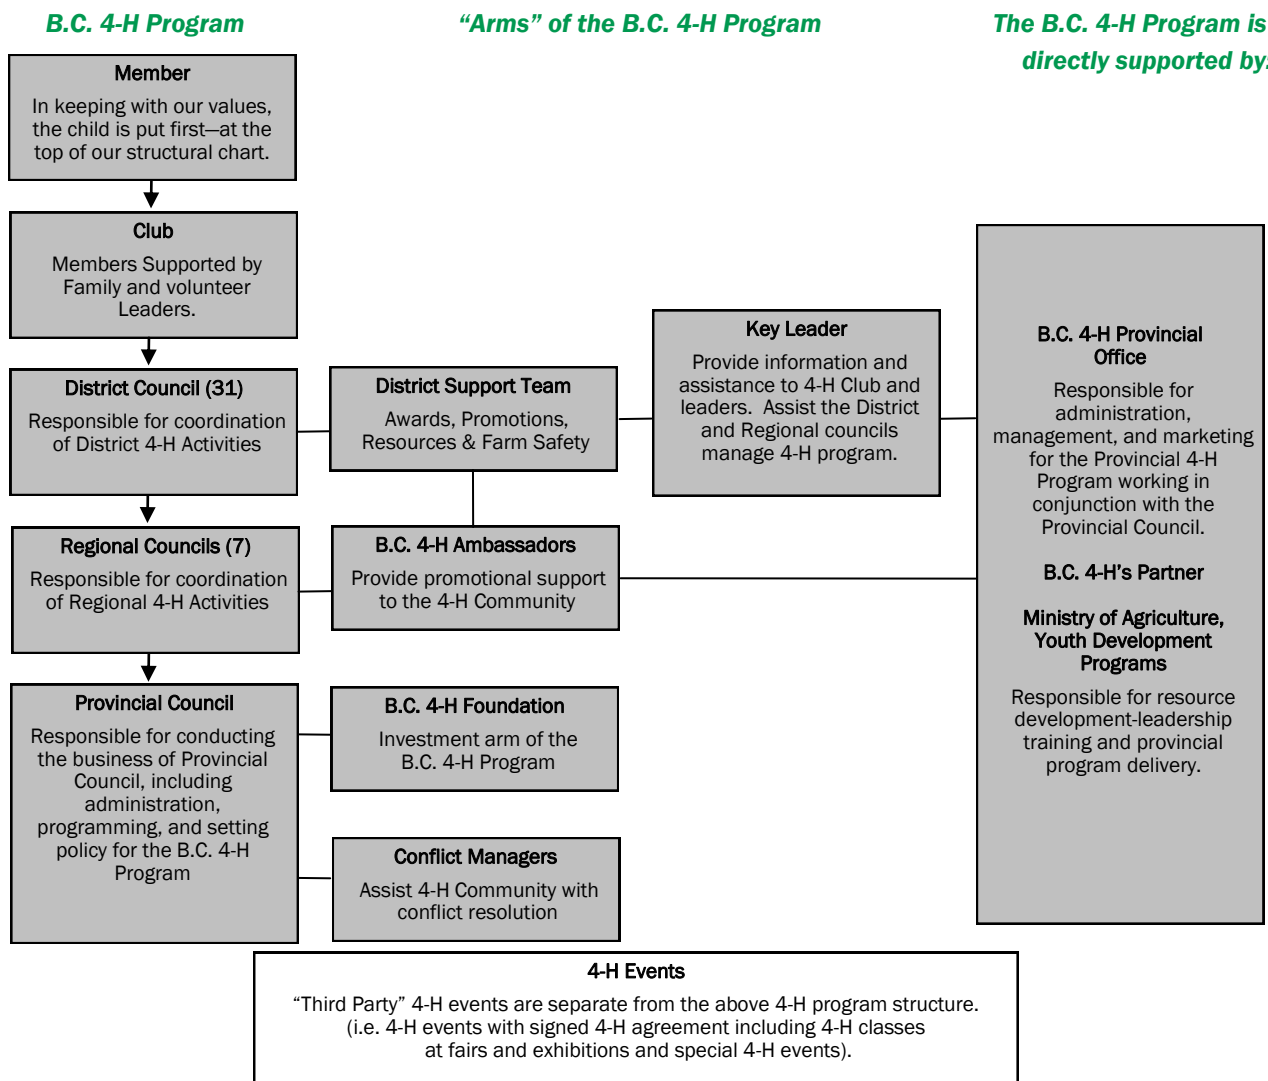 B.C. 4-H Program
“Arms” of the B.C. 4-H Program
The B.C. 4-H Program is
directly supported by:
Member
In keeping with our values,
the child is put first—at the
top of our structural chart.
Club
Members Supported by
Family and volunteer
Leaders.
District Council (31)
Responsible for coordination
of District 4-H Activities
Regional Councils (7)
Responsible for coordination
of Regional 4-H Activities
Provincial Council
Responsible for conducting
the business of Provincial
Council, including
administration,
programming, and setting
policy for the B.C. 4-H
Program
District Support Team
Awards, Promotions,
Resources & Farm Safety
B.C. 4-H Ambassadors
Provide promotional support
to the 4-H Community
B.C. 4-H Foundation
Investment arm of the
B.C. 4-H Program
Conflict Managers
Assist 4-H Community with
conflict resolution
Key Leader
Provide information and
assistance to 4-H Club and
leaders. Assist the District
and Regional councils
manage 4-H program.
B.C. 4-H Provincial
Office
Responsible for
administration,
management, and marketing
for the Provincial 4-H
Program working in
conjunction with the
Provincial Council.
B.C. 4-H's Partner
Ministry of Agriculture,
Youth Development
Programs
Responsible for resource
development-leadership
training and provincial
program delivery.
4-H Events
“Third Party” 4-H events are separate from the above 4-H program structure.
(i.e. 4-H events with signed 4-H agreement including 4-H classes
at fairs and exhibitions and special 4-H events).